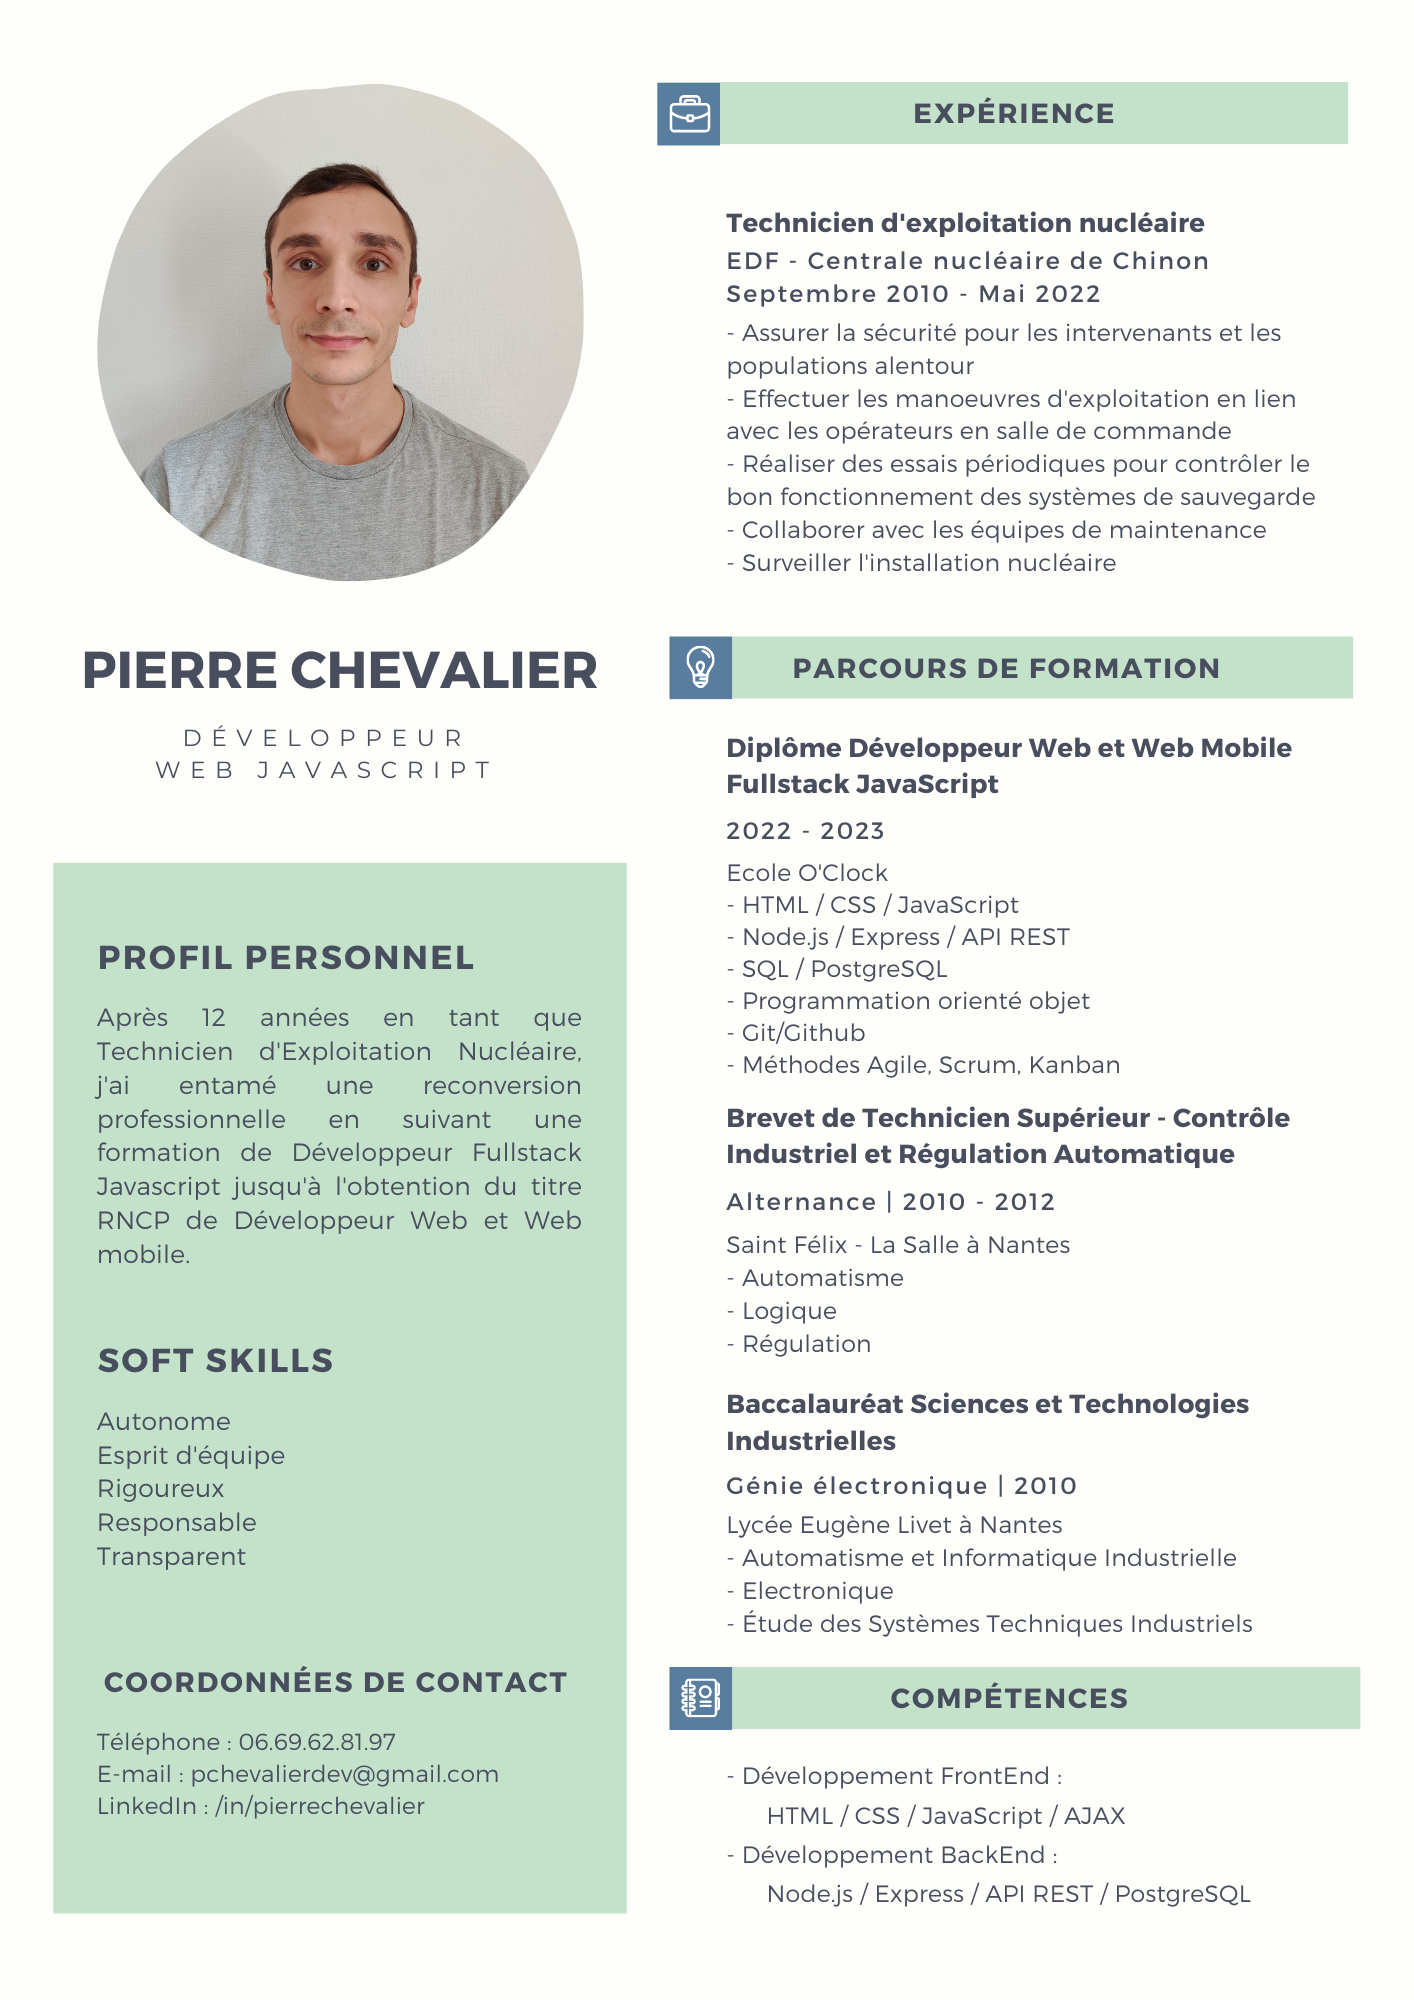 PIERRE CHEVALIER
DÉVELOPPEUR
WEB JAVASCRIPT
PROFIL PERSONNEL
Après 12 années en tant que
Technicien d'Exploitation Nucléaire,
j'ai entamé une reconversion
professionnelle en suivant une
formation de Développeur Fullstack
Javascript jusqu'à l'obtention du titre
RNCP de Développeur Web et Web
mobile.
SOFT SKILLS
Autonome
Esprit d'équipe
Rigoureux
Responsable
Transparent
COORDONNÉES DE CONTACT
Téléphone : 06.69.62.81.97
E-mail : pchevalierdev@gmail.com
LinkedIn : /in/pierrechevalier
EXPÉRIENCE
Technicien d'exploitation nucléaire
EDF - Centrale nucléaire de Chinon
Septembre 2010 - Mai 2022
- Assurer la sécurité pour les intervenants et les
populations alentour
- Effectuer les manoeuvres d'exploitation en lien
avec les opérateurs en salle de commande
- Réaliser des essais périodiques pour contrôler le
bon fonctionnement des systèmes de sauvegarde
- Collaborer avec les équipes de maintenance
- Surveiller l'installation nucléaire
PARCOURS DE FORMATION
Diplôme Développeur Web et Web Mobile
Fullstack JavaScript
2022 - 2023
Ecole O'Clock
- HTML / CSS / JavaScript
- Node.js / Express / API REST
- SQL / PostgreSQL
- Programmation orienté objet
- Git/Github
- Méthodes Agile, Scrum, Kanban
Brevet de Technicien Supérieur - Contrôle
Industriel et Régulation Automatique
Alternance | 2010 - 2012
Saint Félix - La Salle à Nantes
- Automatisme
- Logique
- Régulation
Baccalauréat Sciences et Technologies
Industrielles
Génie électronique | 2010
Lycée Eugène Livet à Nantes
- Automatisme et Informatique Industrielle
- Electronique
- Étude des Systèmes Techniques Industriels
COMPÉTENCES
- Développement FrontEnd :
HTML / CSS / JavaScript / AJAX
- Développement BackEnd :
Node.js / Express / API REST / PostgreSQL